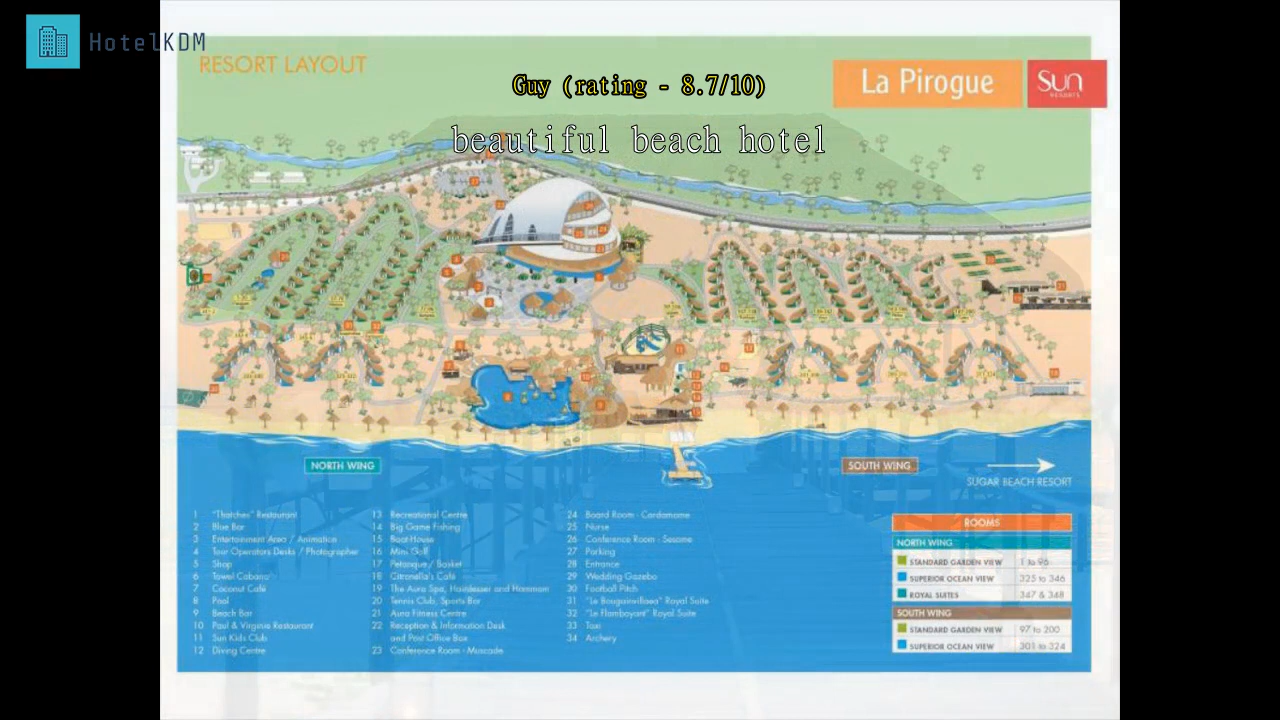 HotelKDM
RESORT LAYOUT
Guy (rating - 8.7/10)
La Pirogue
Sun
RESORTS
beautiful beach hotel
NORTH WING
SOUTH WING
SUGAR BEACH RESORT
1 "Thatches" Restaurant
2 Blue Bar
3 Entertainment Area / Animation
4 Tour Operators Desks / Photographer
5 Shop
6 Towel Cabana
7 Coconut Café
8 Pool
9 Beach Bar
10 Paul & Virginie Restaurant
11 Sun Kids Club
12 Diving Centre
13 Recreational Centre
14 Big Game Fishing
15 Boat House
16 Mini Golf
17 Petanque / Basket
18 Citronella's Café
19 The Aura Spa, Hairdresser and Hammam
20 Tennis Club, Sports Bar
21 Aura Fitness Centre
22 Reception & Information Desk
and Post Office Box
23 Conference Room - Muscade
24 Board Room - Cardamome
25 Nurse
26 Conference Room - Sesame
27 Parking
28 Entrance
29 Wedding Gazebo
30 Football Pitch
31 "Le Bougainvillaea" Royal Suite
32 "Le Flamboyant" Royal Suite
33 Taxi
34 Archery
ROOMS
NORTH WING
STANDARD GARDEN VIEW 1 to 96
SUPERIOR OCEAN VIEW 325 to 346
ROYAL SUITES 347 & 348
SOUTH WING
STANDARD GARDEN VIEW 97 to 200
SUPERIOR OCEAN VIEW 301 to 324